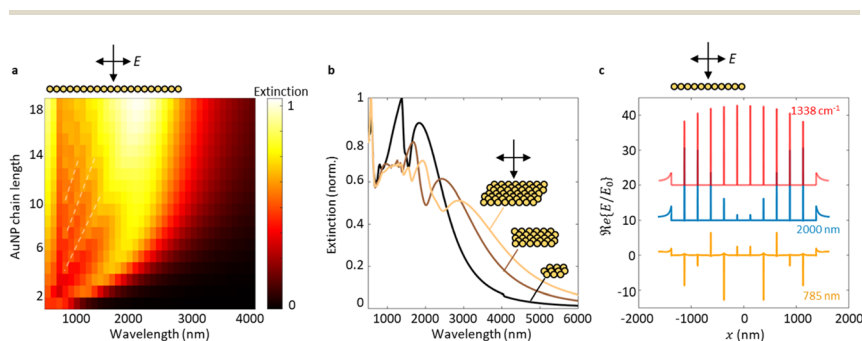 E
E
a
b
c
Extinction
1
0
AuNP chain length
18
14
10
6
2
1000
2000
3000
4000
Wavelength (nm)
Extinction (norm.)
1
0.8
0.6
0.4
0.2
0
1000
2000
3000
4000
5000
6000
Wavelength (nm)
ℜe{E/E0}
40
30
20
10
0
-10
1338 cm-1
2000 nm
785 nm
-2000
-1000
0
1000
2000
x (nm)